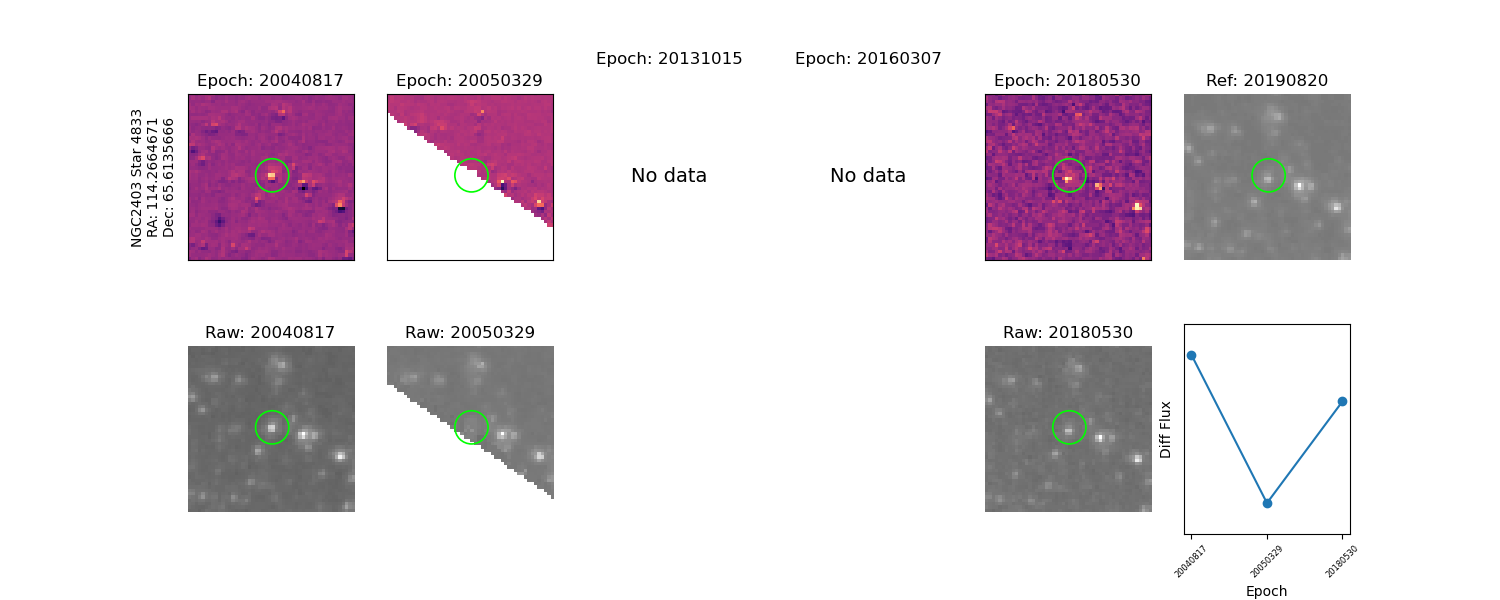 Epoch: 20040817
Epoch: 20050329
Epoch: 20131015
Epoch: 20160307
Epoch: 20180530
Ref: 20190820
NGC2403 Star 4833
RA: 114.2664671
Dec: 65.6135666
No data
No data
Raw: 20040817
Raw: 20050329
Raw: 20180530
Diff Flux
20040817
20050329
20180530
Epoch